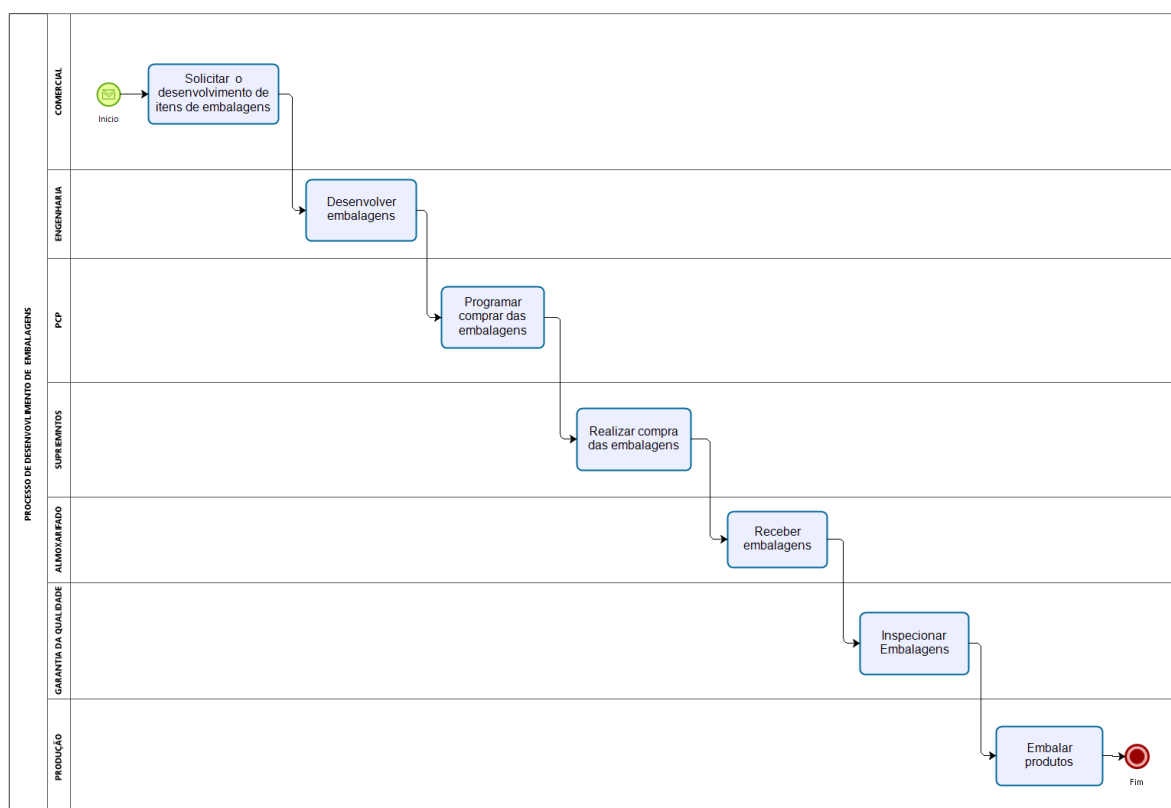 PROCESSO DE DESENVOVLIMENTO DE  EMBALAGENS
COMERCIAL
Inicio
Solicitar  o
desenvolvimento de
itens de embalagens
ENGENHARIA
Desenvolver
embalagens
PCP
Programar
comprar das
embalagens
SUPRIEMNTOS
Realizar compra
das embalagens
ALMOXARIFADO
Receber
embalagens
GARANTIA DA QUALIDADE
Inspecionar
Embalagens
PRODUÇÃO
Embalar
produtos
Fim